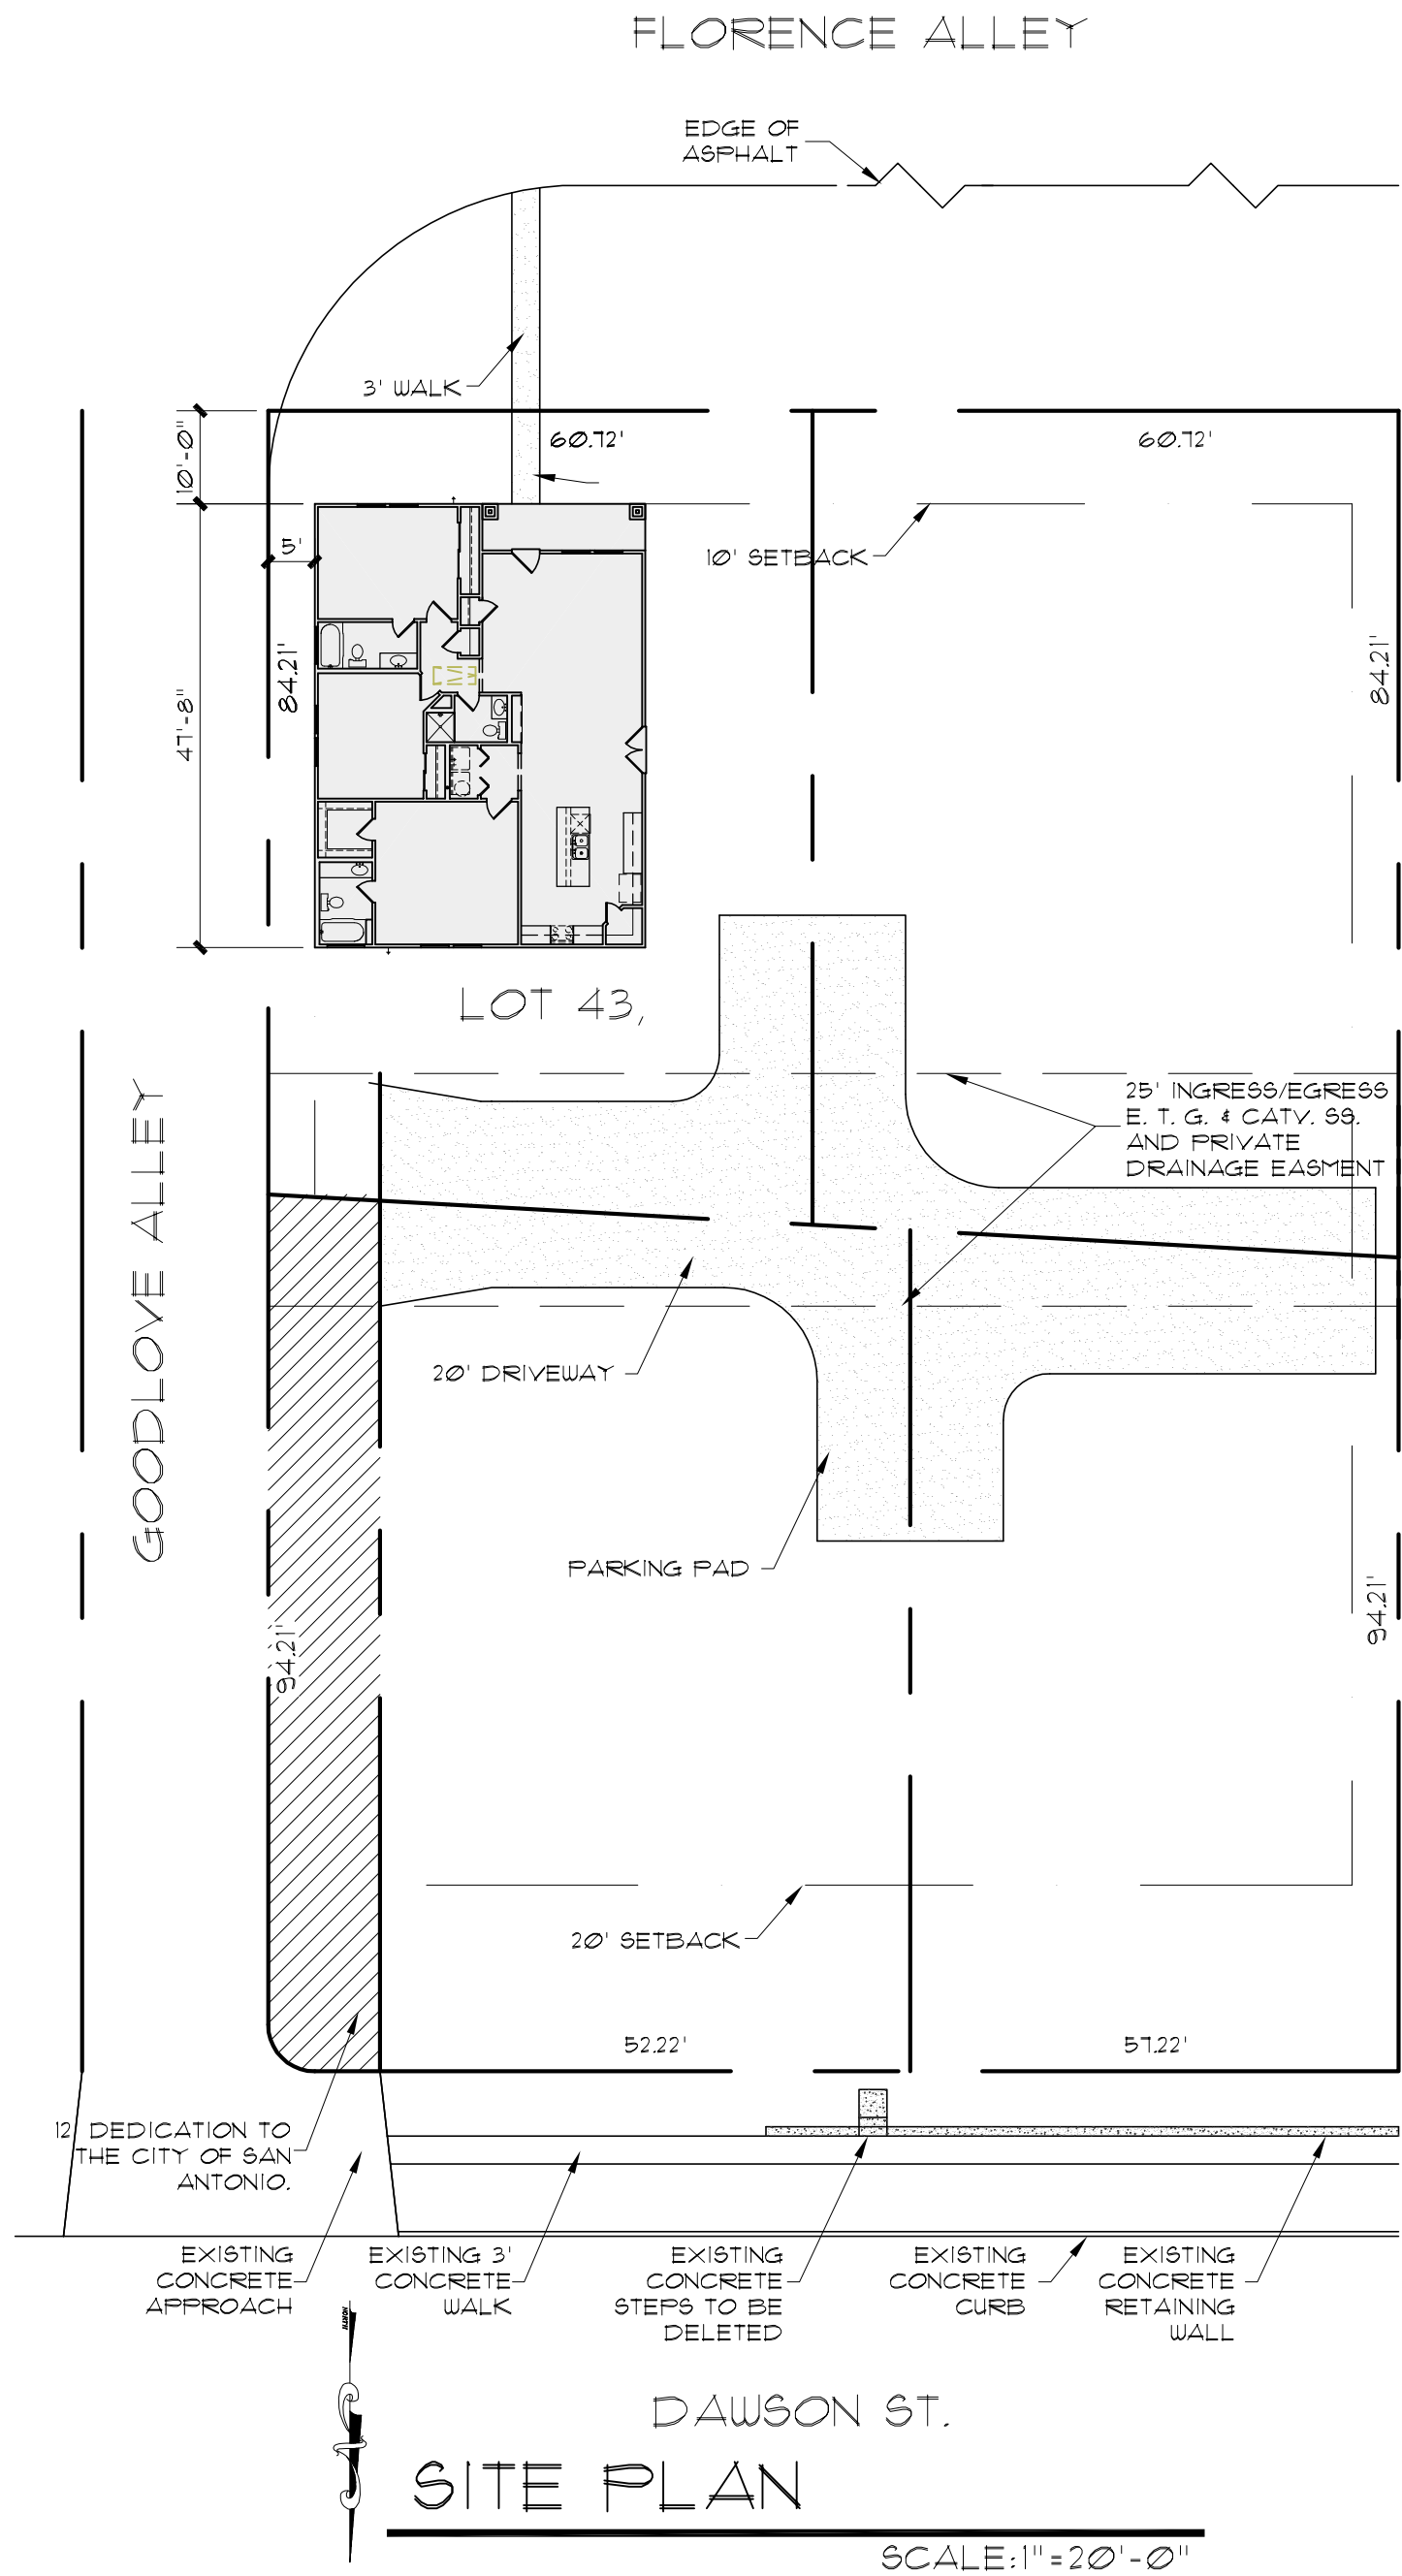 FLORENCE ALLEY
EDGE OF
ASPHALT
3' WALK
60.72'
60.72'
10'-0"
5'
10' SETBACK
84.21'
84.21'
47'-8"
LOT 43,
GOODLOVE ALLEY
25' INGRESS/EGRESS
E. T. G. & CATV. SS.
AND PRIVATE
DRAINAGE EASMENT
20' DRIVEWAY
PARKING PAD
94.21'
94.21'
20' SETBACK
52.22'
57.22'
12' DEDICATION TO
THE CITY OF SAN
ANTONIO.
EXISTING
CONCRETE
APPROACH
EXISTING 3'
CONCRETE
WALK
EXISTING
CONCRETE
STEPS TO BE
DELETED
EXISTING
CONCRETE
CURB
EXISTING
CONCRETE
RETAINING
WALL
NORTH
DAWSON ST.
SITE PLAN
SCALE:1"=20'-0"